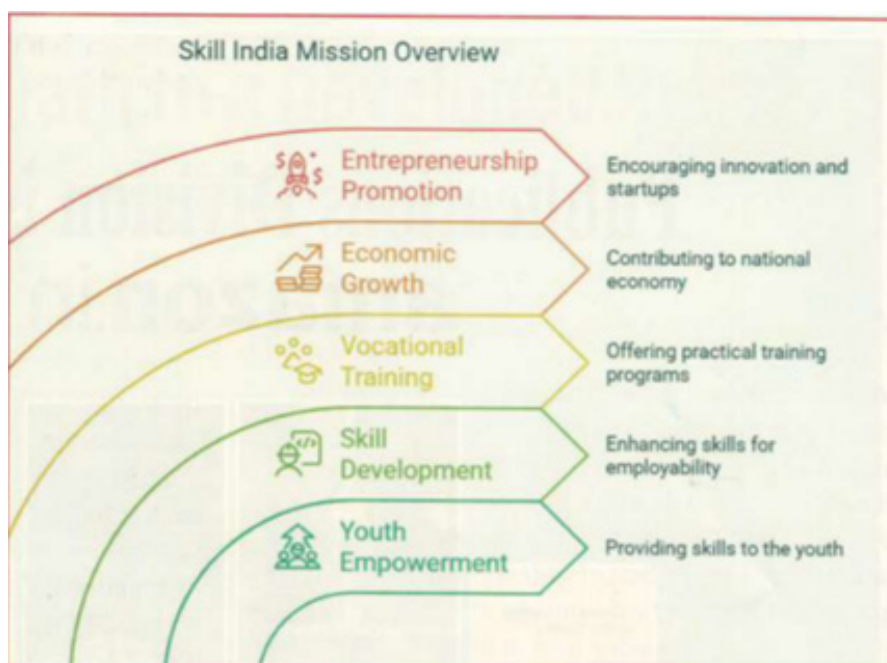 Skill India Mission Overview
Entrepreneurship
Promotion
Encouraging innovation and
startups
Economic
Growth
Contributing to national
economy
Vocational
Training
Offering practical training
programs
Skill
Development
Enhancing skills for
employability
Youth
Empowerment
Providing skills to the youth